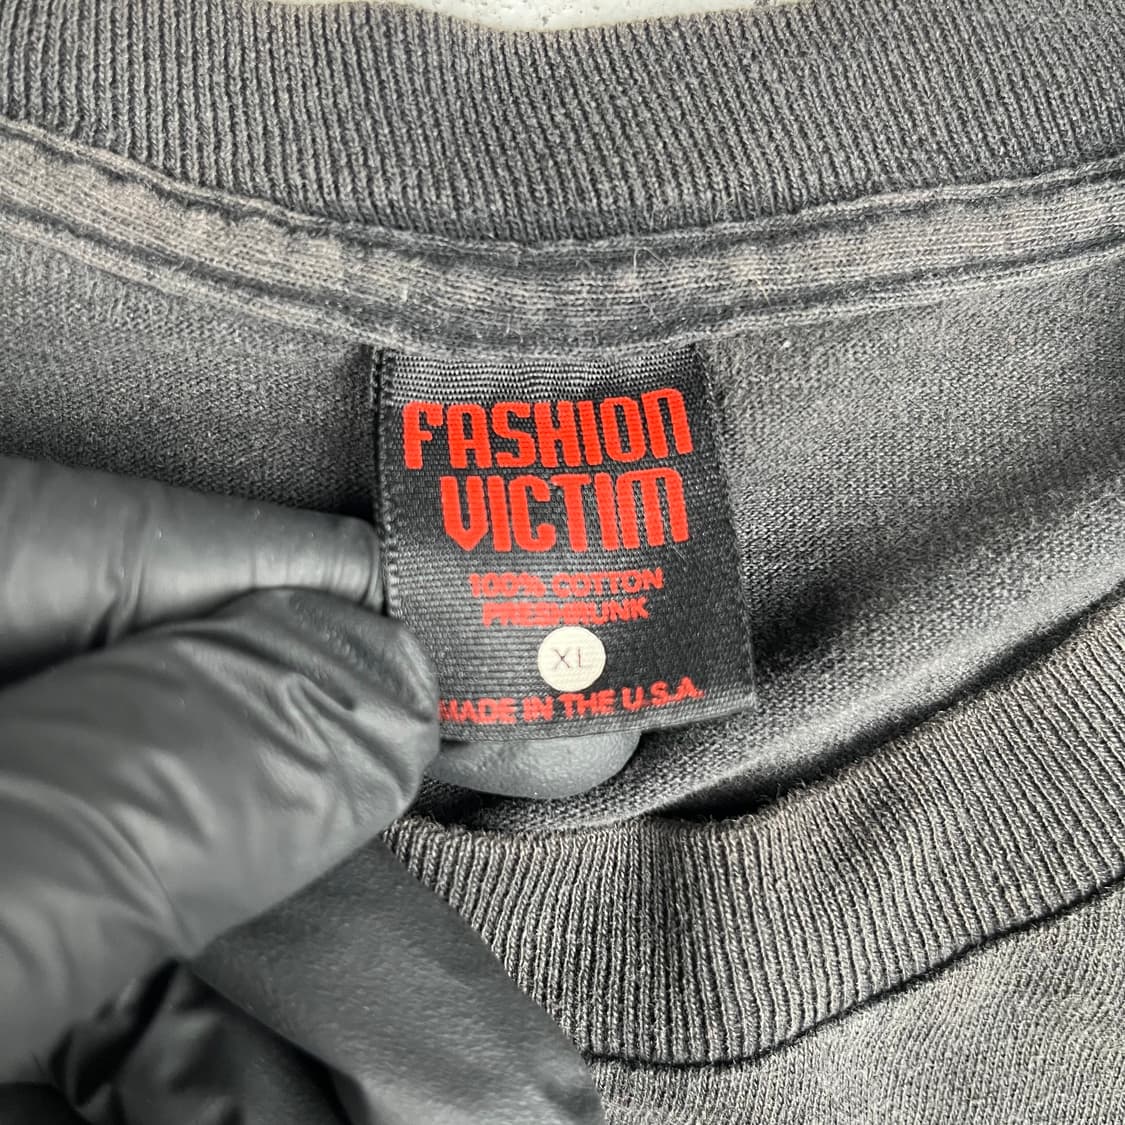 FASHION
VICTIM
100% COTTON
PRESHRUNK
XL
MADE IN THE U.S.A.